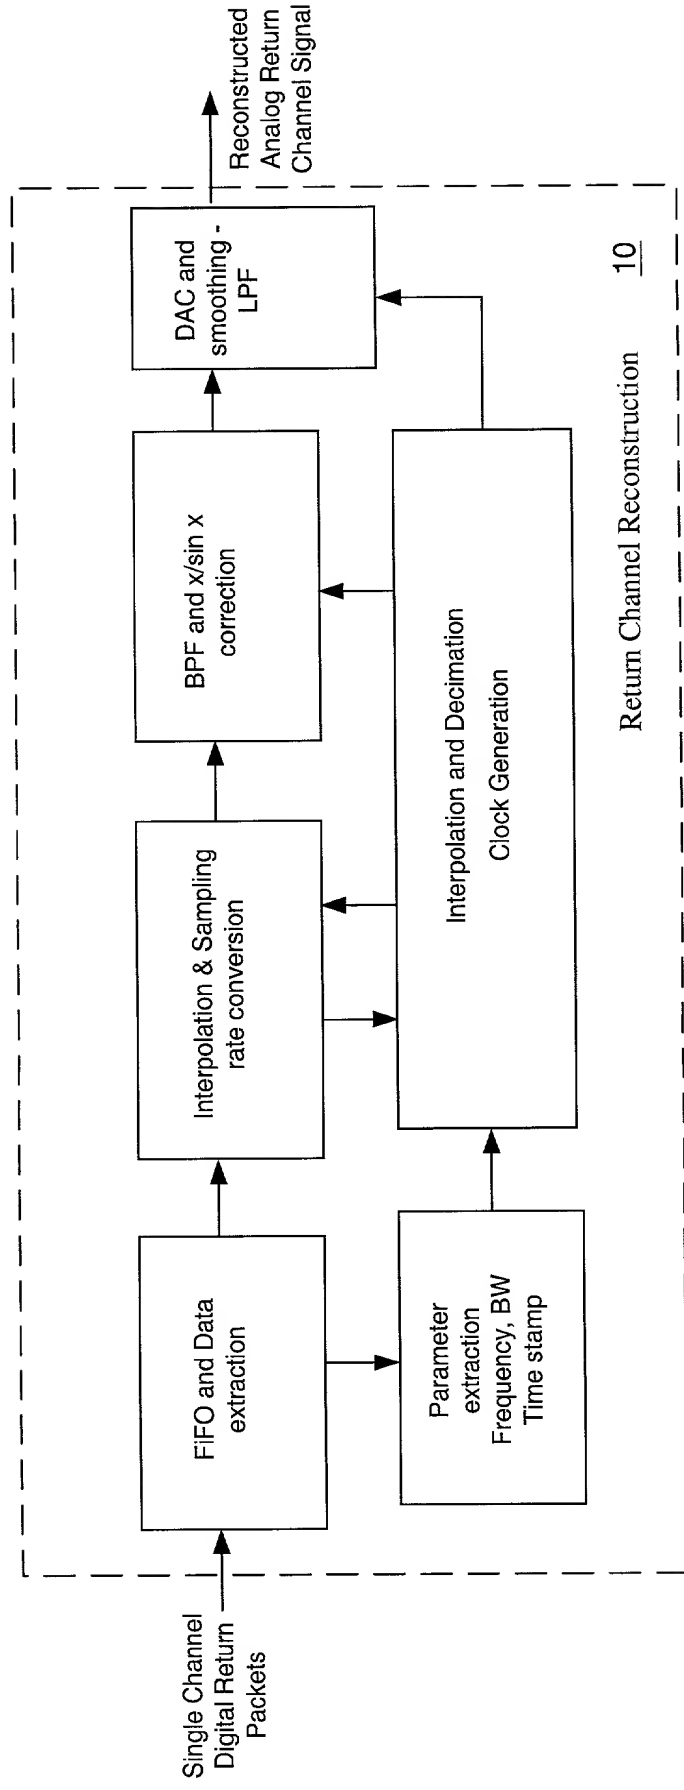 Single Channel
Digital Return
Packets
FiFO and Data
extraction
Interpolation & Sampling
rate conversion
BPF and x/sin x
correction
DAC and
smoothing -
LPF
Reconstructed
Analog Return
Channel Signal
Parameter
extraction
Frequency, BW
Time stamp
Interpolation and Decimation
Clock Generation
Return Channel Reconstruction
10